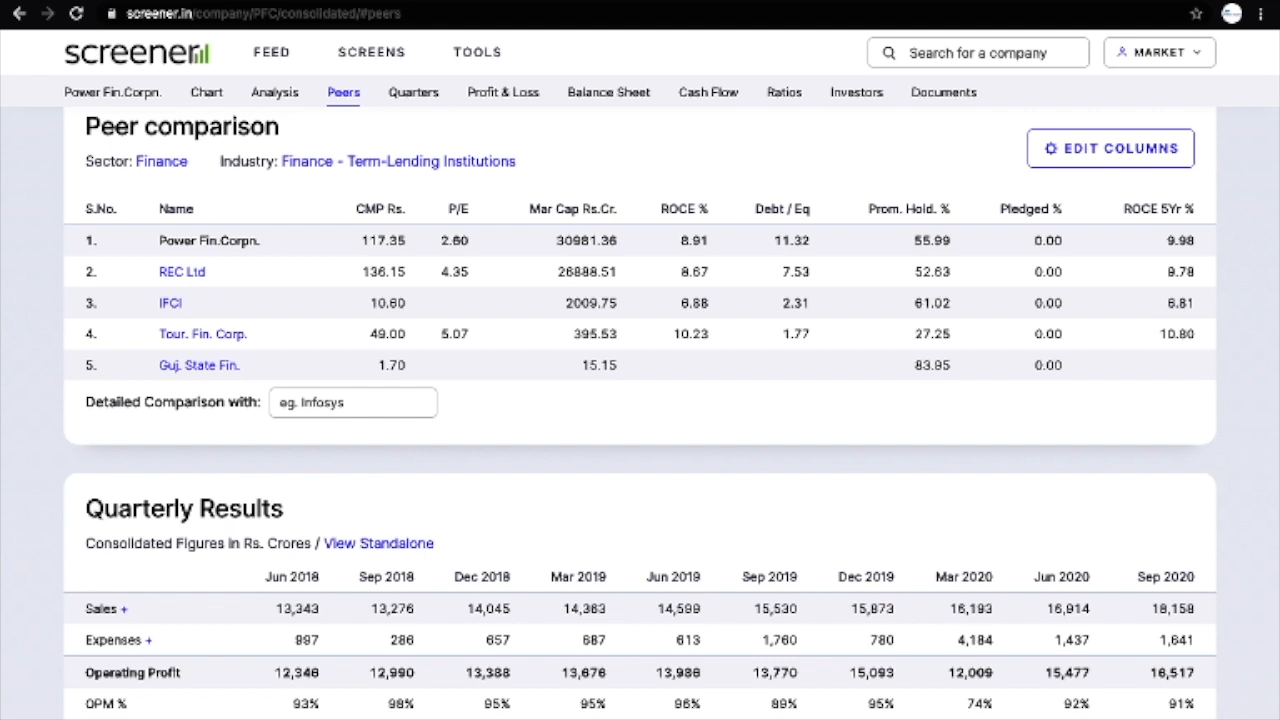 screener.in/company/PFC/consolidated/#peers
screener FEED SCREENS TOOLS Search for a company MARKET
Power Fin.Corpn. Chart Analysis Peers Quarters Profit & Loss Balance Sheet Cash Flow Ratios Investors Documents
Peer comparison
Sector: Finance Industry: Finance - Term-Lending Institutions
EDIT COLUMNS
S.No. Name CMP Rs. P/E Mar Cap Rs.Cr. ROCE % Debt / Eq Prom. Hold. % Pledged % ROCE 5Yr %
1. Power Fin.Corpn. 117.35 2.60 30981.36 8.91 11.32 55.99 0.00 9.98
2. REC Ltd 136.15 4.35 26888.51 8.67 7.53 52.63 0.00 9.78
3. IFCI 10.60 2009.75 6.88 2.31 61.02 0.00 6.81
4. Tour. Fin. Corp. 49.00 5.07 395.53 10.23 1.77 27.25 0.00 10.80
5. Guj. State Fin. 1.70 15.15 83.95 0.00
Detailed Comparison with: eg. Infosys
Quarterly Results
Consolidated Figures in Rs. Crores / View Standalone
Jun 2018 Sep 2018 Dec 2018 Mar 2019 Jun 2019 Sep 2019 Dec 2019 Mar 2020 Jun 2020 Sep 2020
Sales + 13,343 13,276 14,045 14,363 14,599 15,530 15,873 16,193 16,914 18,158
Expenses + 997 286 657 687 613 1,760 780 4,184 1,437 1,641
Operating Profit 12,346 12,990 13,388 13,676 13,986 13,770 15,093 12,009 15,477 16,517
OPM % 93% 98% 95% 95% 96% 89% 95% 74% 92% 91%